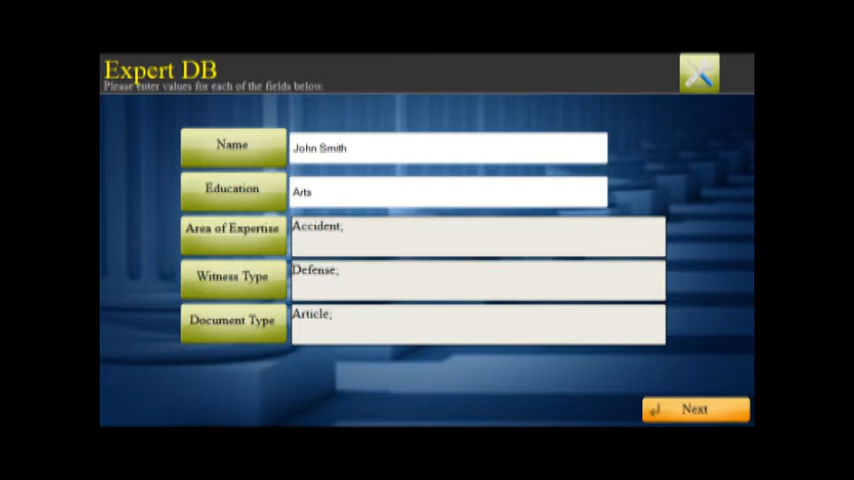 Expert DB
Please enter values for each of the fields below.
Name
John Smith
Education
Arts
Area of Expertise
Accident;
Witness Type
Defense;
Document Type
Article;
Next